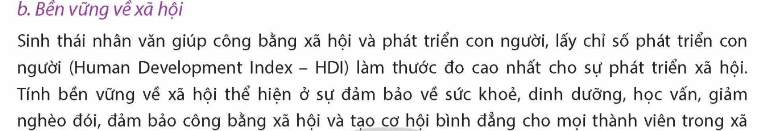 b. Bền vững về xã hội
Sinh thái nhân văn giúp công bằng xã hội và phát triển con người, lấy chỉ số phát triển con
người (Human Development Index – HDI) làm thước đo cao nhất cho sự phát triển xã hội.
Tính bền vững về xã hội thể hiện ở sự đảm bảo về sức khoẻ, dinh dưỡng, học vấn, giảm
nghèo đói, đảm bảo công bằng xã hội và tạo cơ hội bình đẳng cho mọi thành viên trong xã